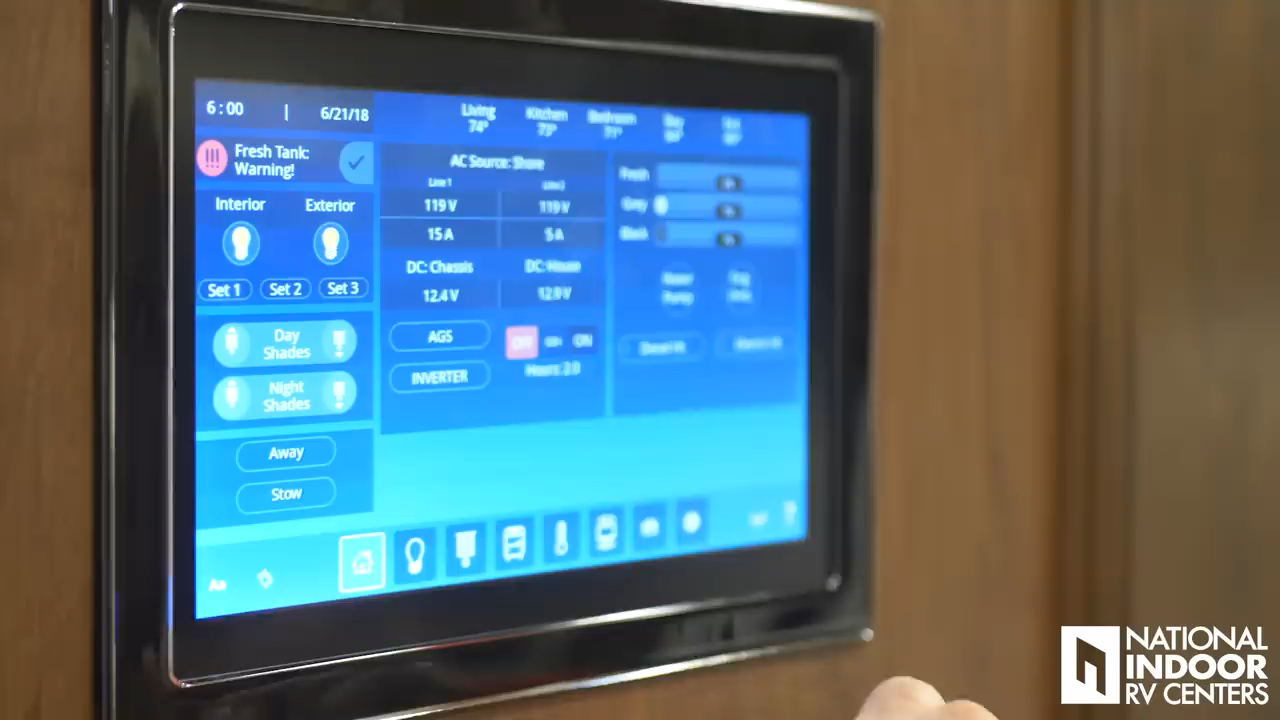 6:00 | 6/21/18
Living Kitchen Bedroom
74° 73° 71°
Fresh Tank:
Warning!
Interior Exterior
Set 1 Set 2 Set 3
Day
Shades
Night
Shades
Away
Stow
AC Source: Shore
Line 1 Line 2
119 V 119 V
15 A 5 A
DC: Chassis DC: House
12.4 V
AGS
OFF ON
INVERTER
Hours: 2.0
Fresh
Grey
Black
Aa
NATIONAL
INDOOR
RV CENTERS